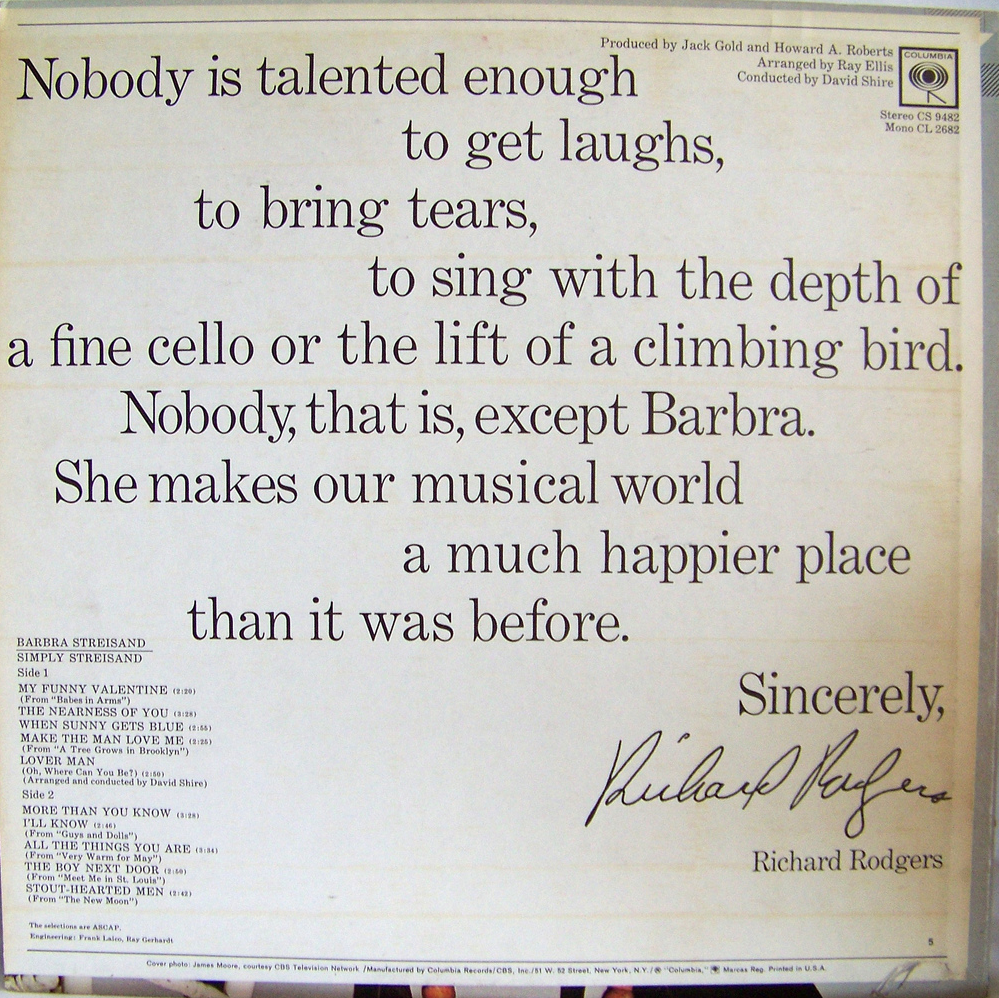 Produced by Jack Gold and Howard A. Roberts
Arranged by Ray Ellis
Conducted by David Shire
COLUMBIA
Stereo CS 9482
Mono CL 2682
Nobody is talented enough
to get laughs,
to bring tears,
to sing with the depth of
a fine cello or the lift of a climbing bird.
Nobody, that is, except Barbra.
She makes our musical world
a much happier place
than it was before.
Sincerely,
Richard Rodgers
Richard Rodgers
BARBRA STREISAND
SIMPLY STREISAND
Side 1
MY FUNNY VALENTINE (2:20)
(From "Babes in Arms")
THE NEARNESS OF YOU (3:28)
WHEN SUNNY GETS BLUE (2:55)
MAKE THE MAN LOVE ME (2:25)
(From "A Tree Grows in Brooklyn")
LOVER MAN
(Oh, Where Can You Be?) (2:50)
(Arranged and conducted by David Shire)
Side 2
MORE THAN YOU KNOW (3:28)
I'LL KNOW (2:46)
(From "Guys and Dolls")
ALL THE THINGS YOU ARE (3:34)
(From "Very Warm for May")
THE BOY NEXT DOOR (2:50)
(From "Meet Me in St. Louis")
STOUT-HEARTED MEN (2:42)
(From "The New Moon")
The selections are ASCAP.
Engineering: Frank Laico, Ray Gerhardt
5
Cover photo: James Moore, courtesy CBS Television Network /Manufactured by Columbia Records/CBS, Inc./51 W. 52 Street, New York, N.Y./® "Columbia," Marcas Reg. Printed in U.S.A.